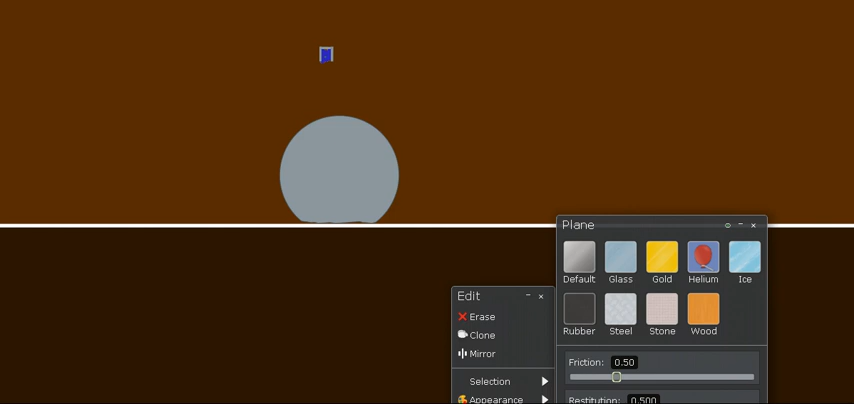 Plane
Default Glass Gold Helium Ice
Rubber Steel Stone Wood
Friction: 0.50
Restitution: 0.500
Edit
Erase
Clone
Mirror
Selection
Appearance